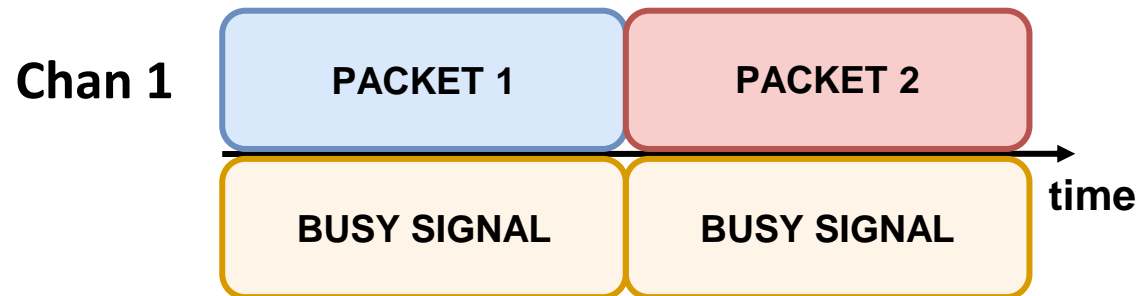 Chan 1
PACKET 1
PACKET 2
time
BUSY SIGNAL
BUSY SIGNAL